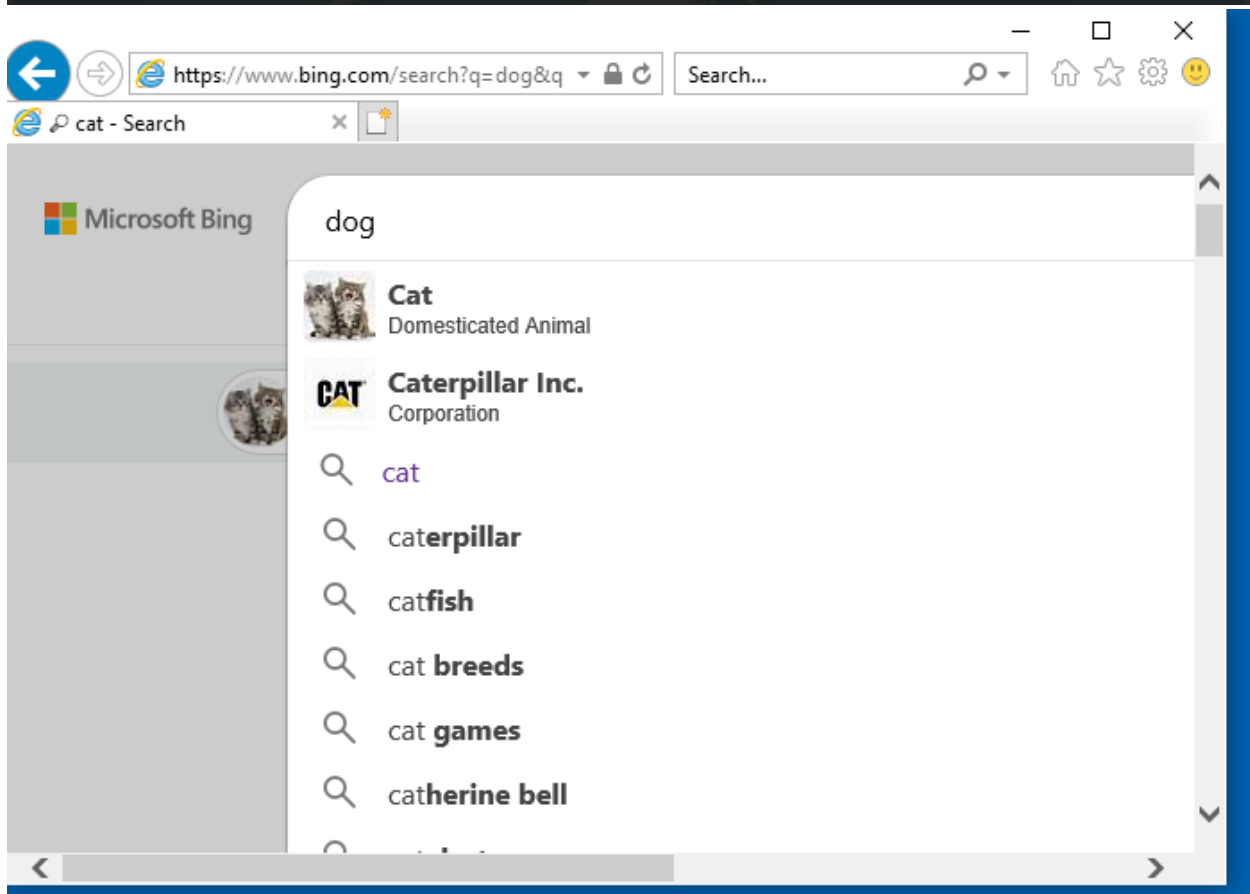 https://www.bing.com/search?q=dog&q
Search...
cat - Search
Microsoft Bing
dog
Cat
Domesticated Animal
CAT
Caterpillar Inc.
Corporation
cat
caterpillar
catfish
cat breeds
cat games
catherine bell